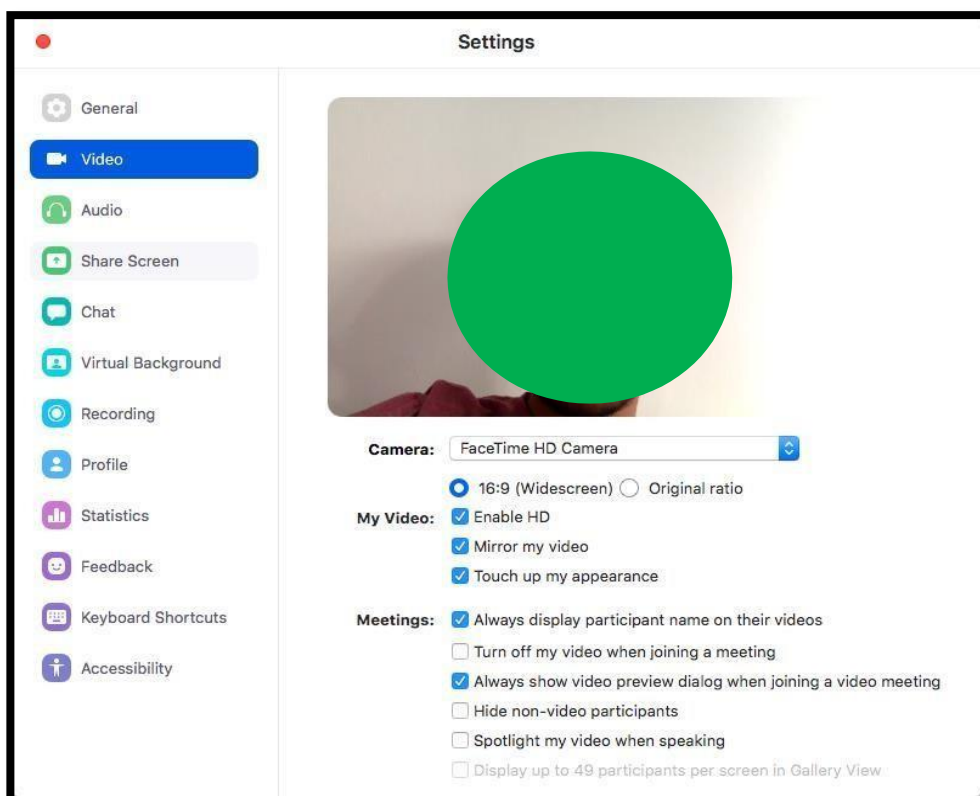 Settings
General
Video
Audio
Share Screen
Chat
Virtual Background
Recording
Profile
Statistics
Feedback
Keyboard Shortcuts
Accessibility
Camera: FaceTime HD Camera
16:9 (Widescreen) Original ratio
My Video: Enable HD
Mirror my video
Touch up my appearance
Meetings: Always display participant name on their videos
Turn off my video when joining a meeting
Always show video preview dialog when joining a video meeting
Hide non-video participants
Spotlight my video when speaking
Display up to 49 participants per screen in Gallery View